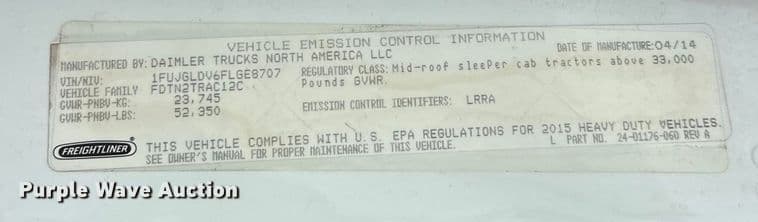 VEHICLE EMISSION CONTROL INFORMATION
MANUFACTURED BY: DAIMLER TRUCKS NORTH AMERICA LLC DATE OF MANUFACTURE: 04/14
VIN/NIV: 1FUJGLDV6FLGE8707 REGULATORY CLASS: Mid-roof sleeper cab tractors above 33,000
VEHICLE FAMILY FDTN2TRAC12C Pounds GVWR.
GVWR-PNBV-KG: 23,745
GVWR-PNBV-LBS: 52,350 EMISSION CONTROL IDENTIFIERS: LRRA
FREIGHTLINER THIS VEHICLE COMPLIES WITH U.S. EPA REGULATIONS FOR 2015 HEAVY DUTY VEHICLES.
SEE OWNER'S MANUAL FOR PROPER MAINTENANCE OF THIS VEHICLE. L PART NO. 24-01176-060 REV A
Purple Wave Auction